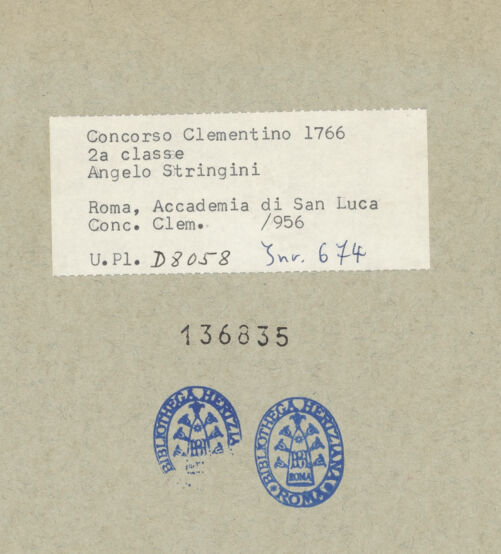 Concorso Clementino 1766
2a classe
Angelo Stringini
Roma, Accademia di San Luca
Conc. Clem. /956
U.Pl. D8058 Inv. 674
136835
BIBLIOTHECA HERTZIA
BIBLIOTHECA HERTZIANA
ROMA
ROMA